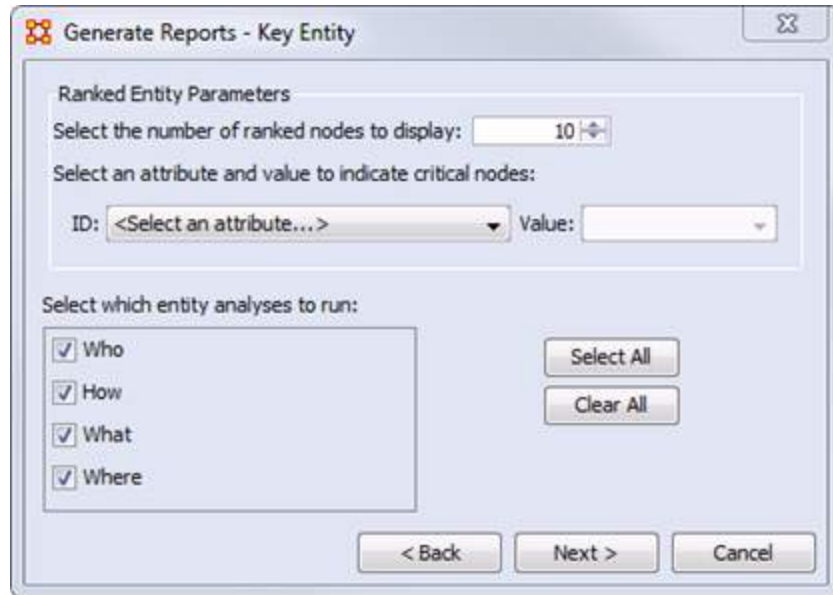 Generate Reports - Key Entity
Ranked Entity Parameters
Select the number of ranked nodes to display: 10
Select an attribute and value to indicate critical nodes:
ID: <Select an attribute...> Value:
Select which entity analyses to run:
Who
Select All
How
Clear All
What
Where
< Back Next > Cancel